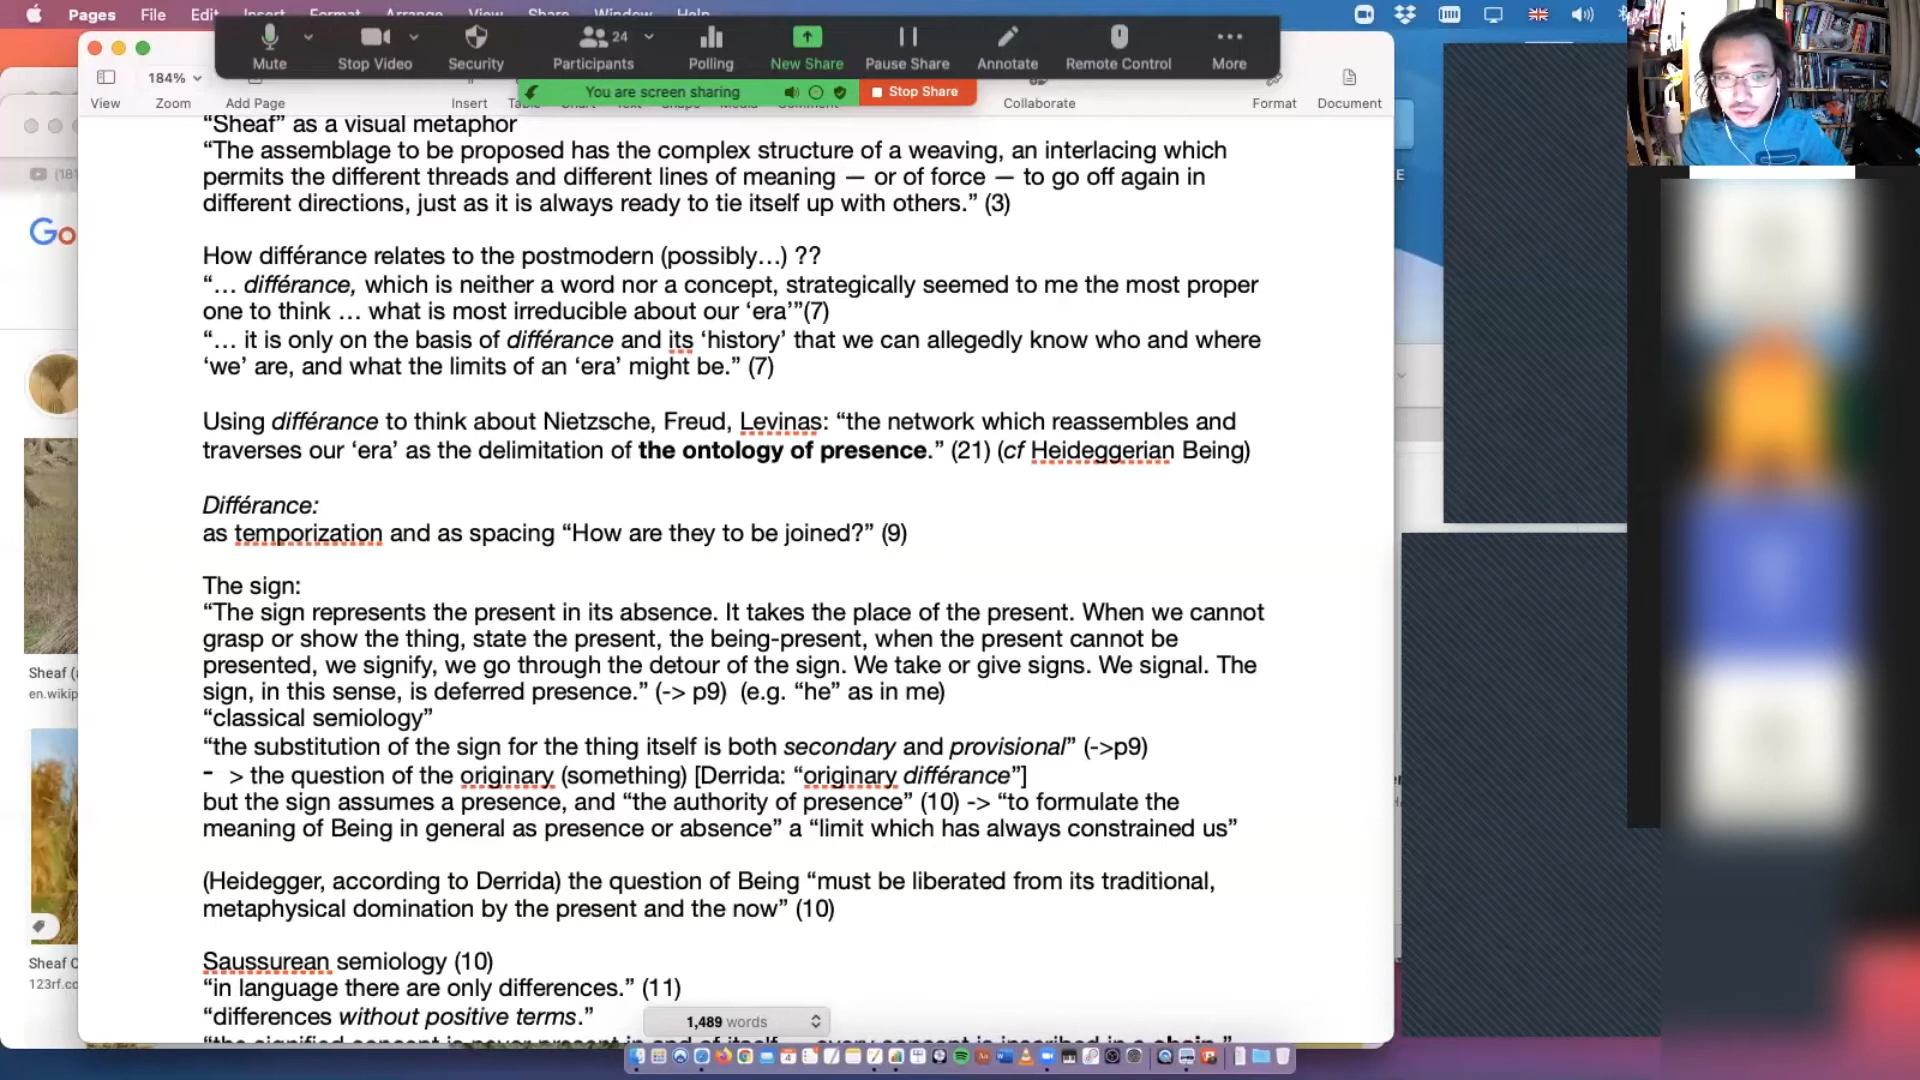 Pages File Edit Insert Format Arrange View Share Window Help
Mute Stop Video Security 24 Participants Polling New Share Pause Share Annotate Remote Control More
184%
View Zoom Add Page Insert Collaborate Format Document
You are screen sharing Stop Share
“Sheaf” as a visual metaphor
“The assemblage to be proposed has the complex structure of a weaving, an interlacing which
permits the different threads and different lines of meaning — or of force — to go off again in
different directions, just as it is always ready to tie itself up with others.” (3)
How différance relates to the postmodern (possibly…) ??
“… différance, which is neither a word nor a concept, strategically seemed to me the most proper
one to think … what is most irreducible about our ‘era’”(7)
“… it is only on the basis of différance and its ‘history’ that we can allegedly know who and where
‘we’ are, and what the limits of an ‘era’ might be.” (7)
Using différance to think about Nietzsche, Freud, Levinas: “the network which reassembles and
traverses our ‘era’ as the delimitation of the ontology of presence.” (21) (cf Heideggerian Being)
Différance:
as temporization and as spacing “How are they to be joined?” (9)
The sign:
“The sign represents the present in its absence. It takes the place of the present. When we cannot
grasp or show the thing, state the present, the being-present, when the present cannot be
presented, we signify, we go through the detour of the sign. We take or give signs. We signal. The
sign, in this sense, is deferred presence.” (-> p9) (e.g. “he” as in me)
“classical semiology”
“the substitution of the sign for the thing itself is both secondary and provisional” (->p9)
- > the question of the originary (something) [Derrida: “originary différance”]
but the sign assumes a presence, and “the authority of presence” (10) -> “to formulate the
meaning of Being in general as presence or absence” a “limit which has always constrained us”
(Heidegger, according to Derrida) the question of Being “must be liberated from its traditional,
metaphysical domination by the present and the now” (10)
Saussurean semiology (10)
“in language there are only differences.” (11)
“differences without positive terms.”
1,489 words
Go
Sheaf (
en.wikip
Sheaf C
123rf.co